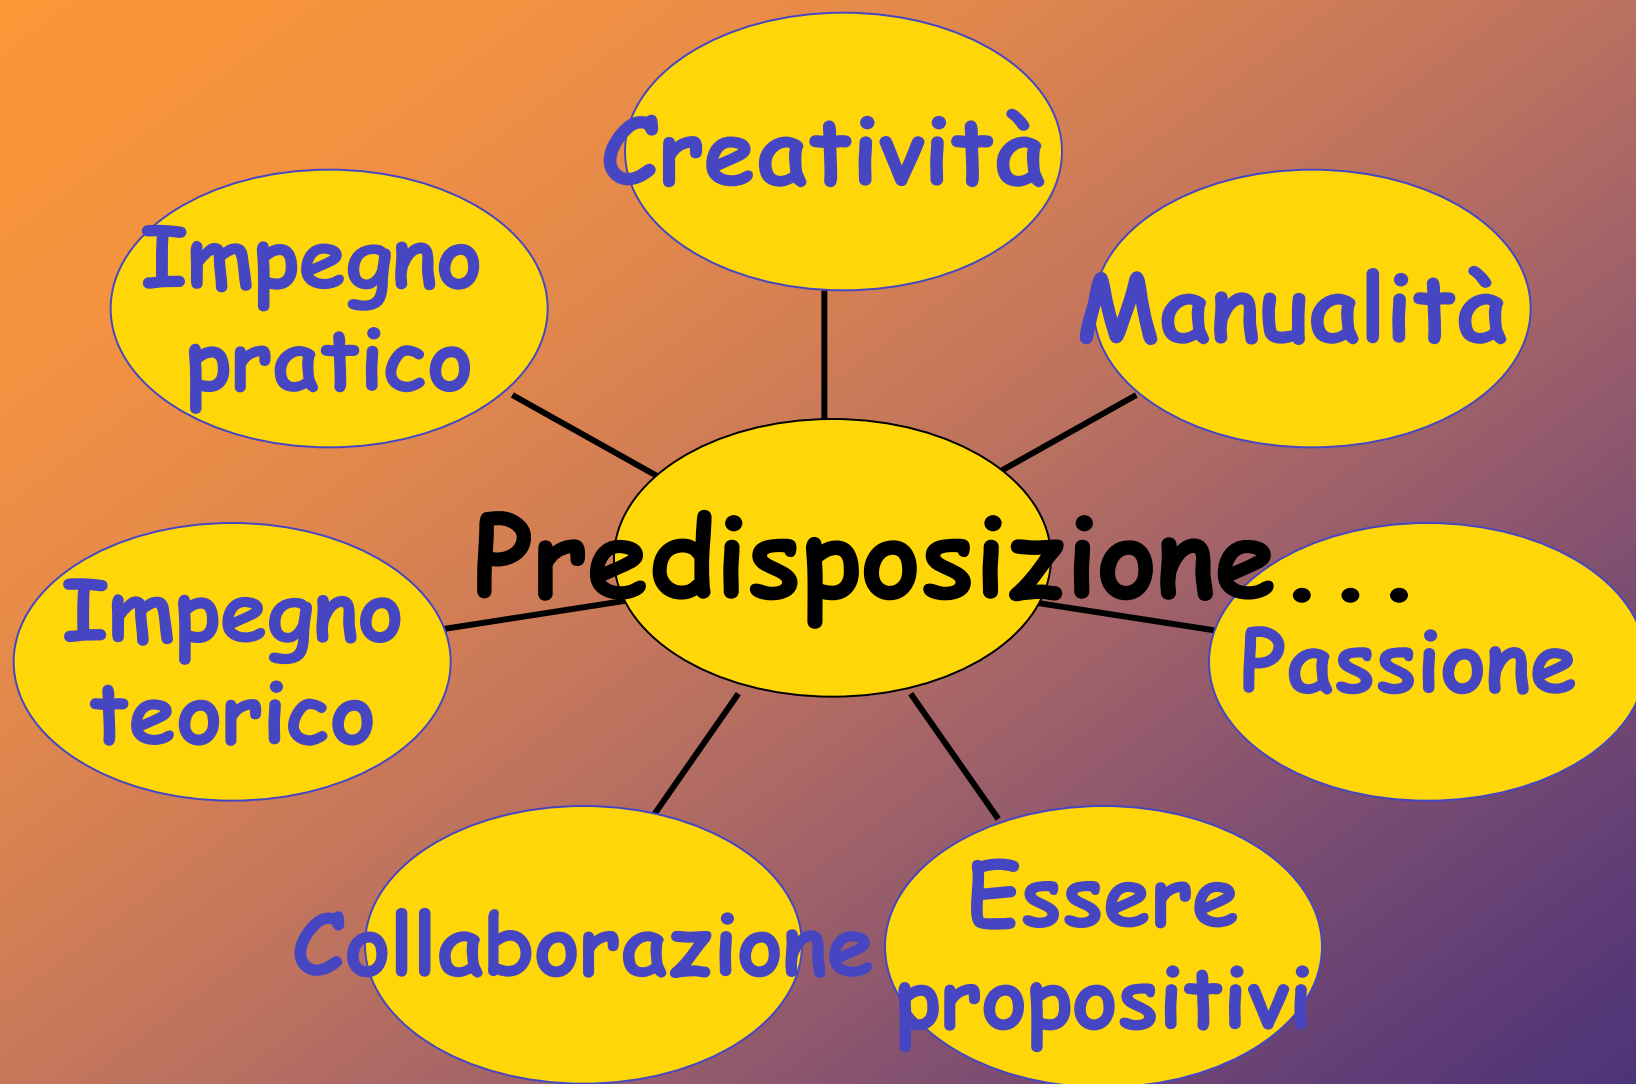 Creatività
Impegno
pratico
Manualità
Predisposizione...
Impegno
teorico
Passione
Collaborazione
Essere
propositivi